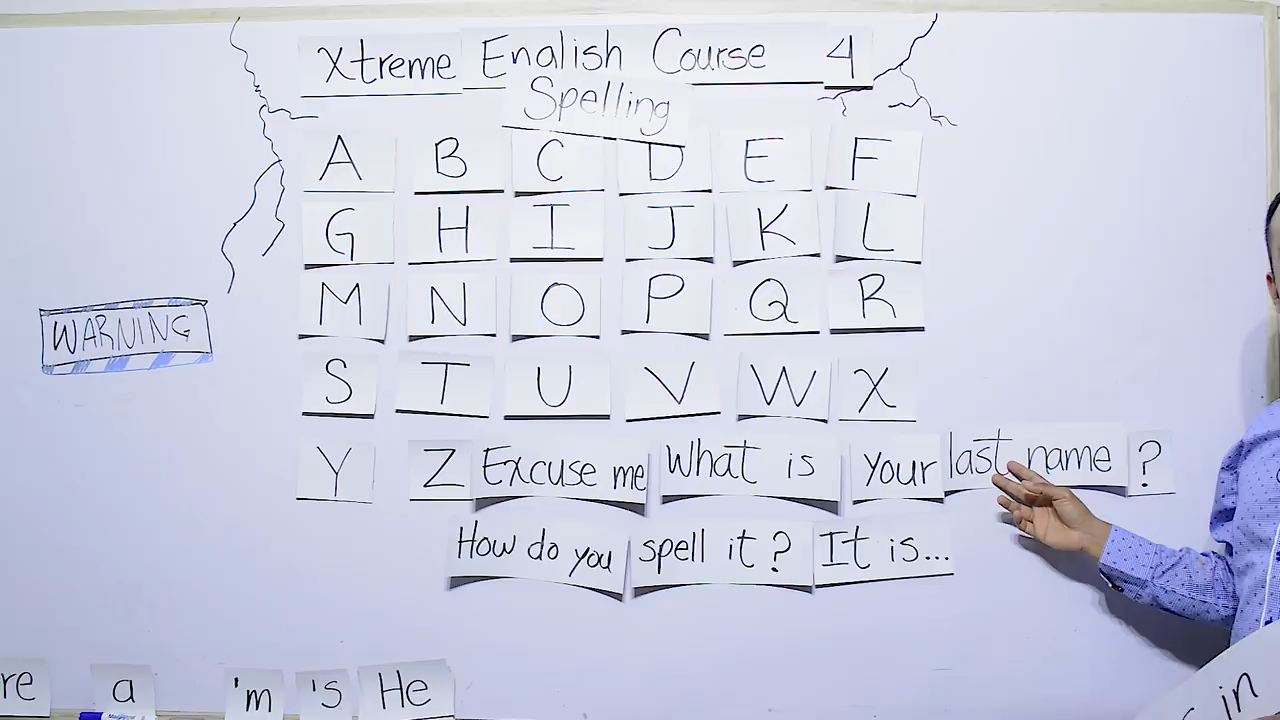 Xtreme English Course 4
Spelling
A B C D E F
G H I J K L
M N O P Q R
WARNING
S T U V W X
Y Z Excuse me What is your last name ?
How do you spell it? It is...
re a 'm 's He
in